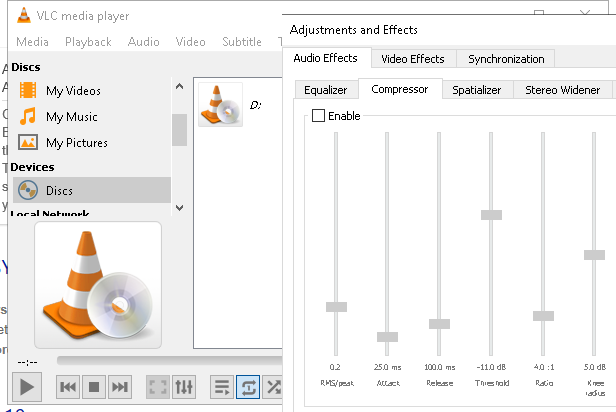 VLC media player
Media Playback Audio Video Subtitle
Discs
My Videos
My Music
My Pictures
Devices
Discs
Local Network
D:
--:--
Adjustments and Effects
Audio Effects Video Effects Synchronization
Equalizer Compressor Spatializer Stereo Widener
Enable
0.2 25.0 ms 100.0 ms -11.0 dB 4.0 :1 5.0 dB
RMS/peak Attack Release Threshold Ratio Knee
radius